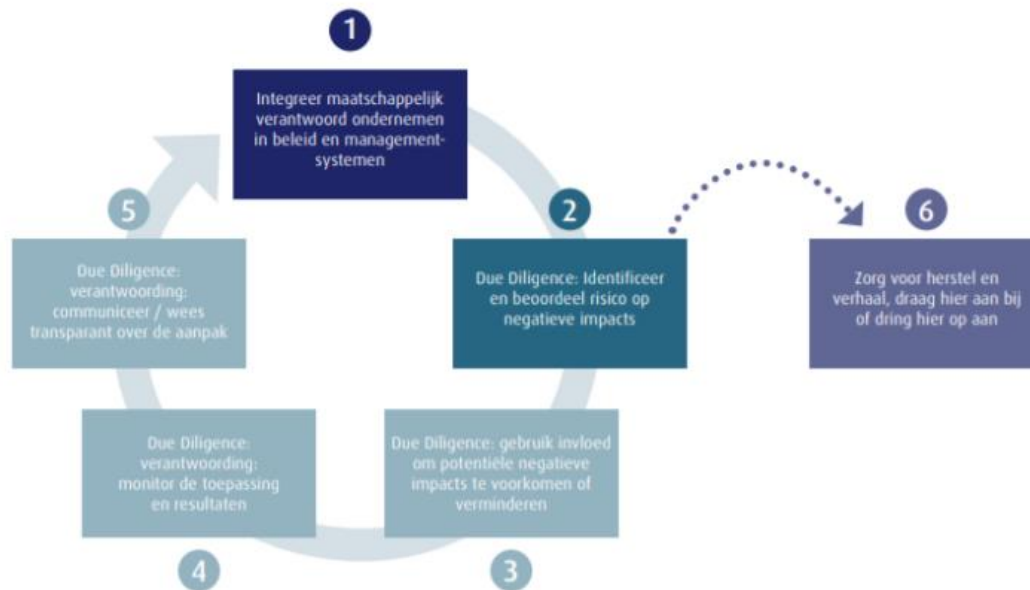 1
Integreer maatschappelijk
verantwoord ondernemen
in beleid en management-
systemen
2
Due Diligence: Identificeer
en beoordeel risico op
negatieve impacts
3
Due Diligence: gebruik invloed
om potentiële negatieve
impacts te voorkomen of
verminderen
4
Due Diligence:
verantwoording:
monitor de toepassing
en resultaten
5
Due Diligence:
verantwoording:
communiceer / wees
transparant over de aanpak
6
Zorg voor herstel en
verhaal, draag hier aan bij
of dring hier op aan